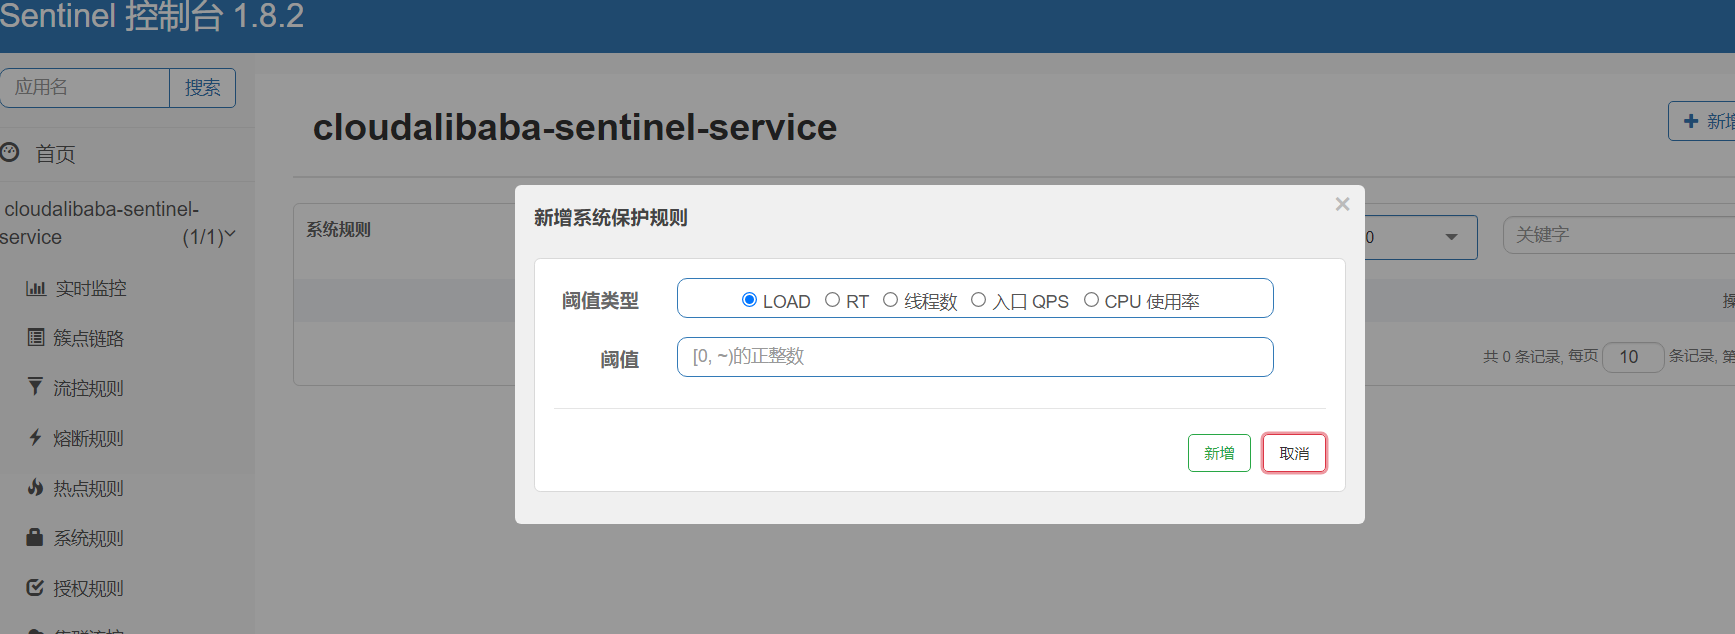 Sentinel 控制台 1.8.2
应用名 搜索
首页
cloudalibaba-sentinel-
service (1/1)
实时监控
簇点链路
流控规则
熔断规则
热点规则
系统规则
授权规则
cloudalibaba-sentinel-service
新增
系统规则
0
关键字
共 0 条记录, 每页 10 条记录, 第
新增系统保护规则
×
阈值类型
LOAD RT 线程数 入口 QPS CPU 使用率
阈值
[0, ~)的正整数
新增 取消